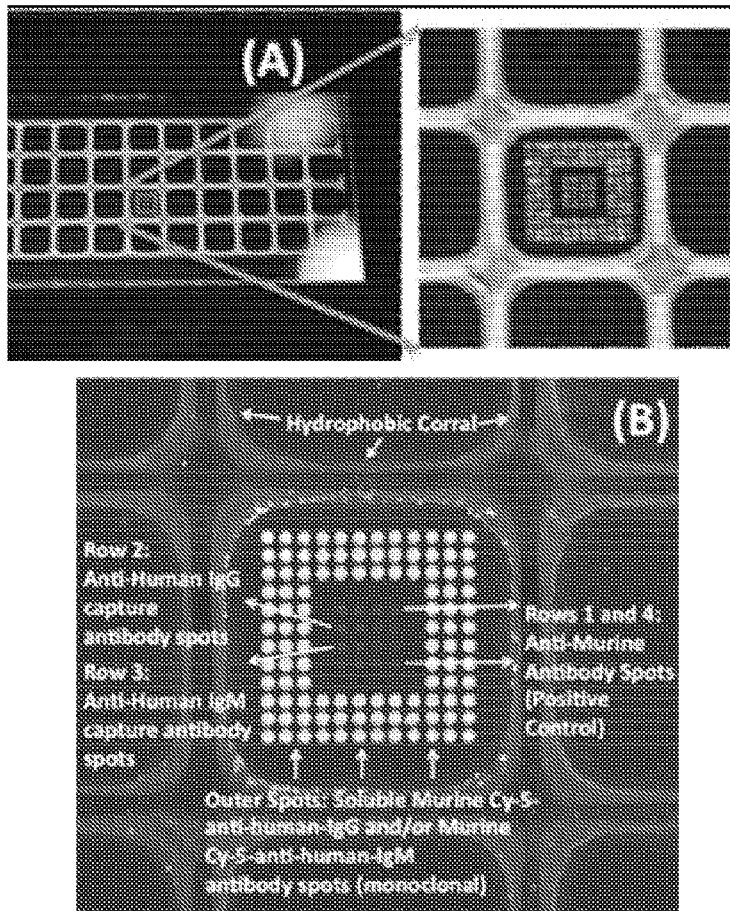 (A)
(B)
Hydrophobic Corral
Row 2:
Anti-Human IgG
capture
antibody spots
Row 3:
Anti-Human IgM
capture antibody
spots
Rows 1 and 4:
Anti-Murine
Antibody Spots
(Positive
Control)
Outer Spots: Soluble Murine Cy-5-
anti-human-IgG and/or Murine
Cy-5-anti-human-IgM
antibody spots (monoclonal)